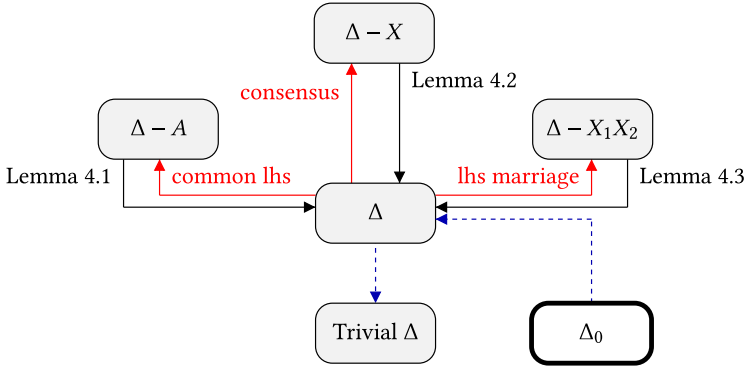 Δ − X
consensus
Lemma 4.2
Δ − A
Δ − X₁X₂
Lemma 4.1
common lhs
lhs marriage
Lemma 4.3
Δ
Trivial Δ
Δ₀